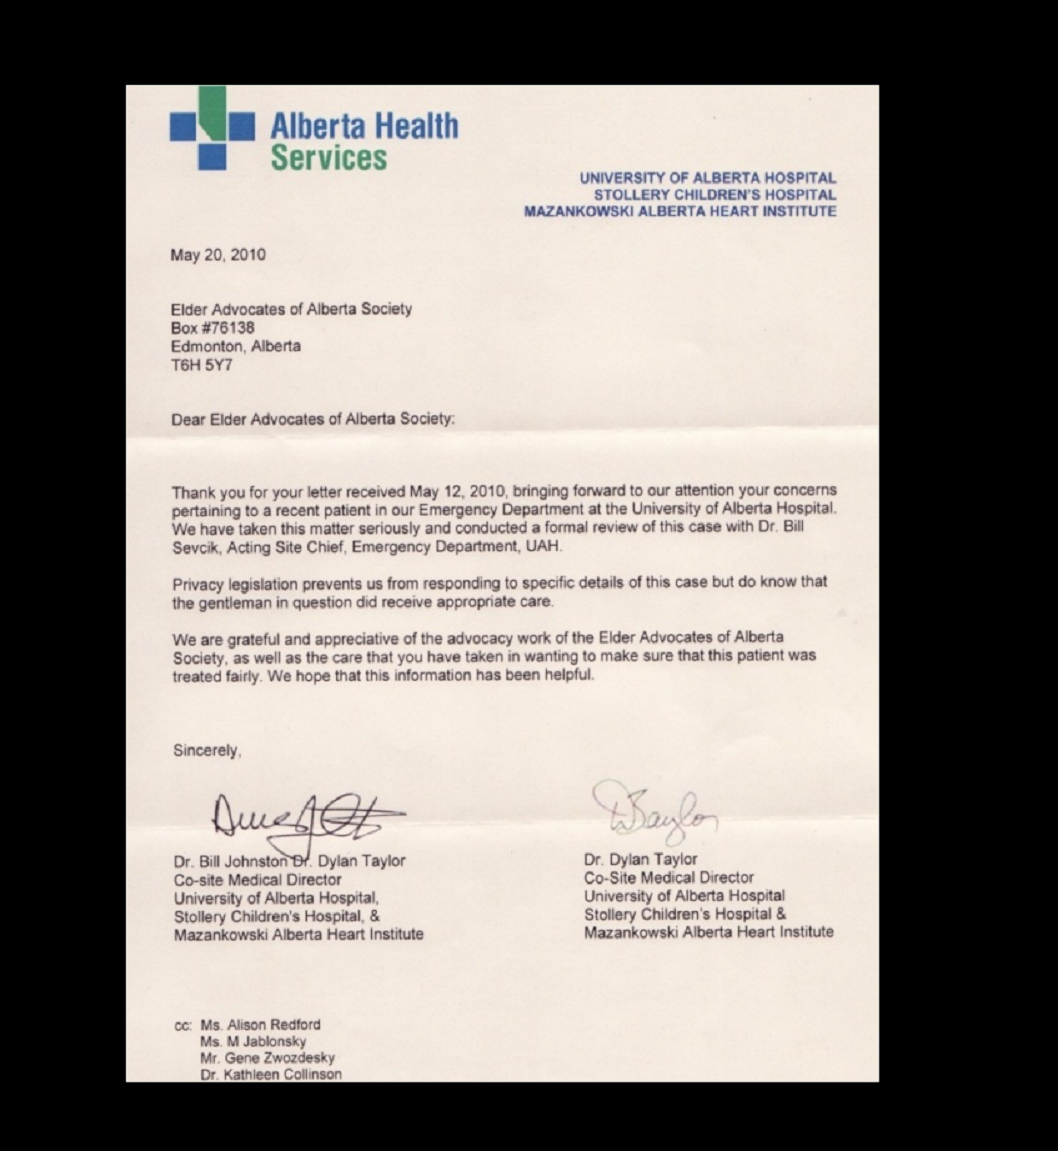 Alberta Health
Services
UNIVERSITY OF ALBERTA HOSPITAL
STOLLERY CHILDREN'S HOSPITAL
MAZANKOWSKI ALBERTA HEART INSTITUTE
May 20, 2010
Elder Advocates of Alberta Society
Box #76138
Edmonton, Alberta
T6H 5Y7
Dear Elder Advocates of Alberta Society:
Thank you for your letter received May 12, 2010, bringing forward to our attention your concerns
pertaining to a recent patient in our Emergency Department at the University of Alberta Hospital.
We have taken this matter seriously and conducted a formal review of this case with Dr. Bill
Sevcik, Acting Site Chief, Emergency Department, UAH.
Privacy legislation prevents us from responding to specific details of this case but do know that
the gentleman in question did receive appropriate care.
We are grateful and appreciative of the advocacy work of the Elder Advocates of Alberta
Society, as well as the care that you have taken in wanting to make sure that this patient was
treated fairly. We hope that this information has been helpful.
Sincerely,
DTaylor
Dr. Bill Johnston Dr. Dylan Taylor
Co-site Medical Director
University of Alberta Hospital,
Stollery Children's Hospital, &
Mazankowski Alberta Heart Institute
Dr. Dylan Taylor
Co-Site Medical Director
University of Alberta Hospital
Stollery Children's Hospital &
Mazankowski Alberta Heart Institute
cc: Ms. Alison Redford
Ms. M Jablonsky
Mr. Gene Zwozdesky
Dr. Kathleen Collinson